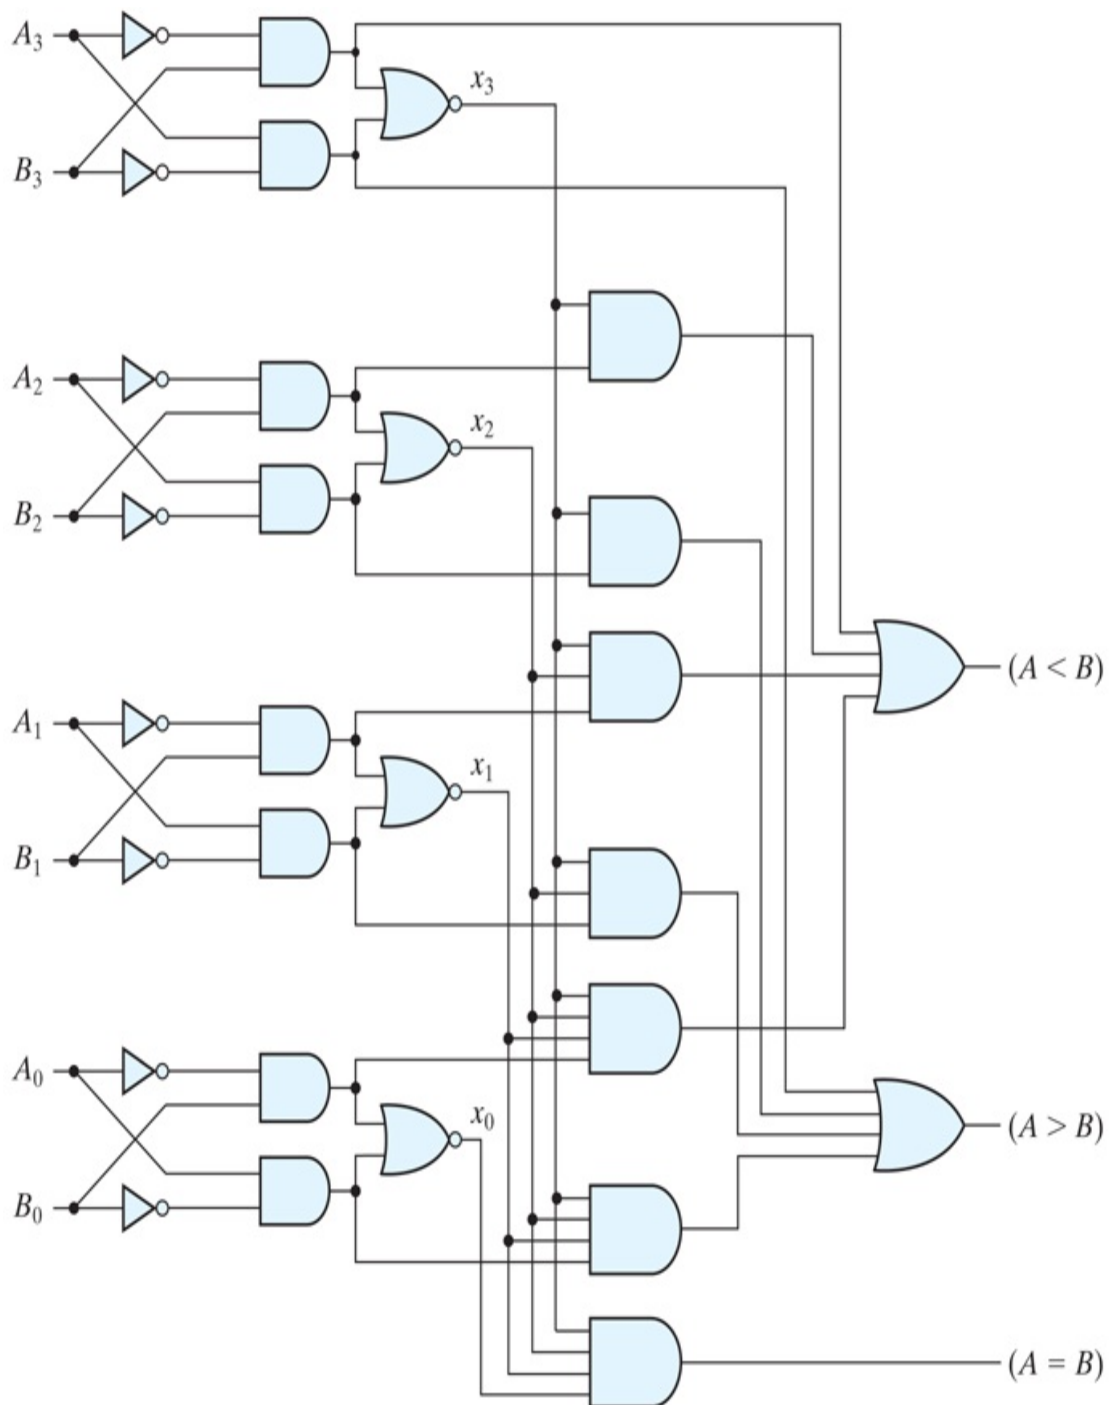 A₃
x₃
B₃
A₂
x₂
B₂
(A < B)
A₁
x₁
B₁
A₀
x₀
(A > B)
B₀
(A = B)